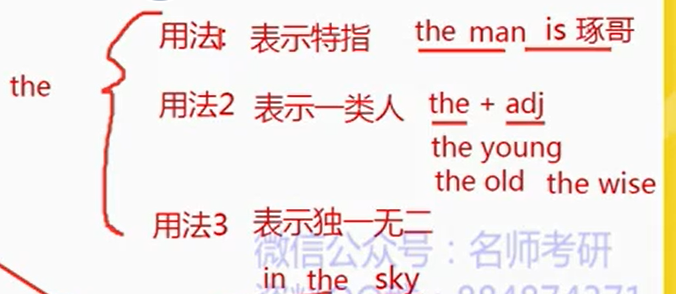 用法1: 表示特指 the man is 琢哥
the
用法2 表示一类人 the + adj
the young
the old the wise
用法3 表示独一无二
微信公众号：名师考研
in the sky